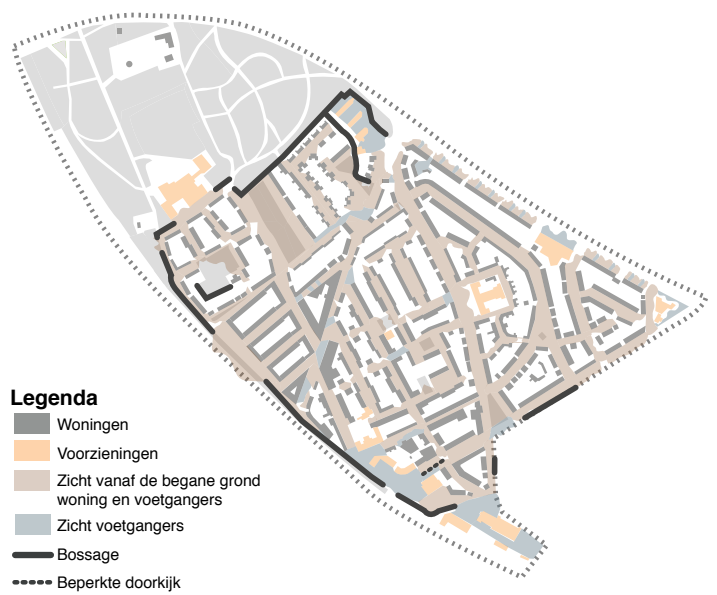 Legenda
Woningen
Voorzieningen
Zicht vanaf de begane grond
woning en voetgangers
Zicht voetgangers
Bossage
Beperkte doorkijk